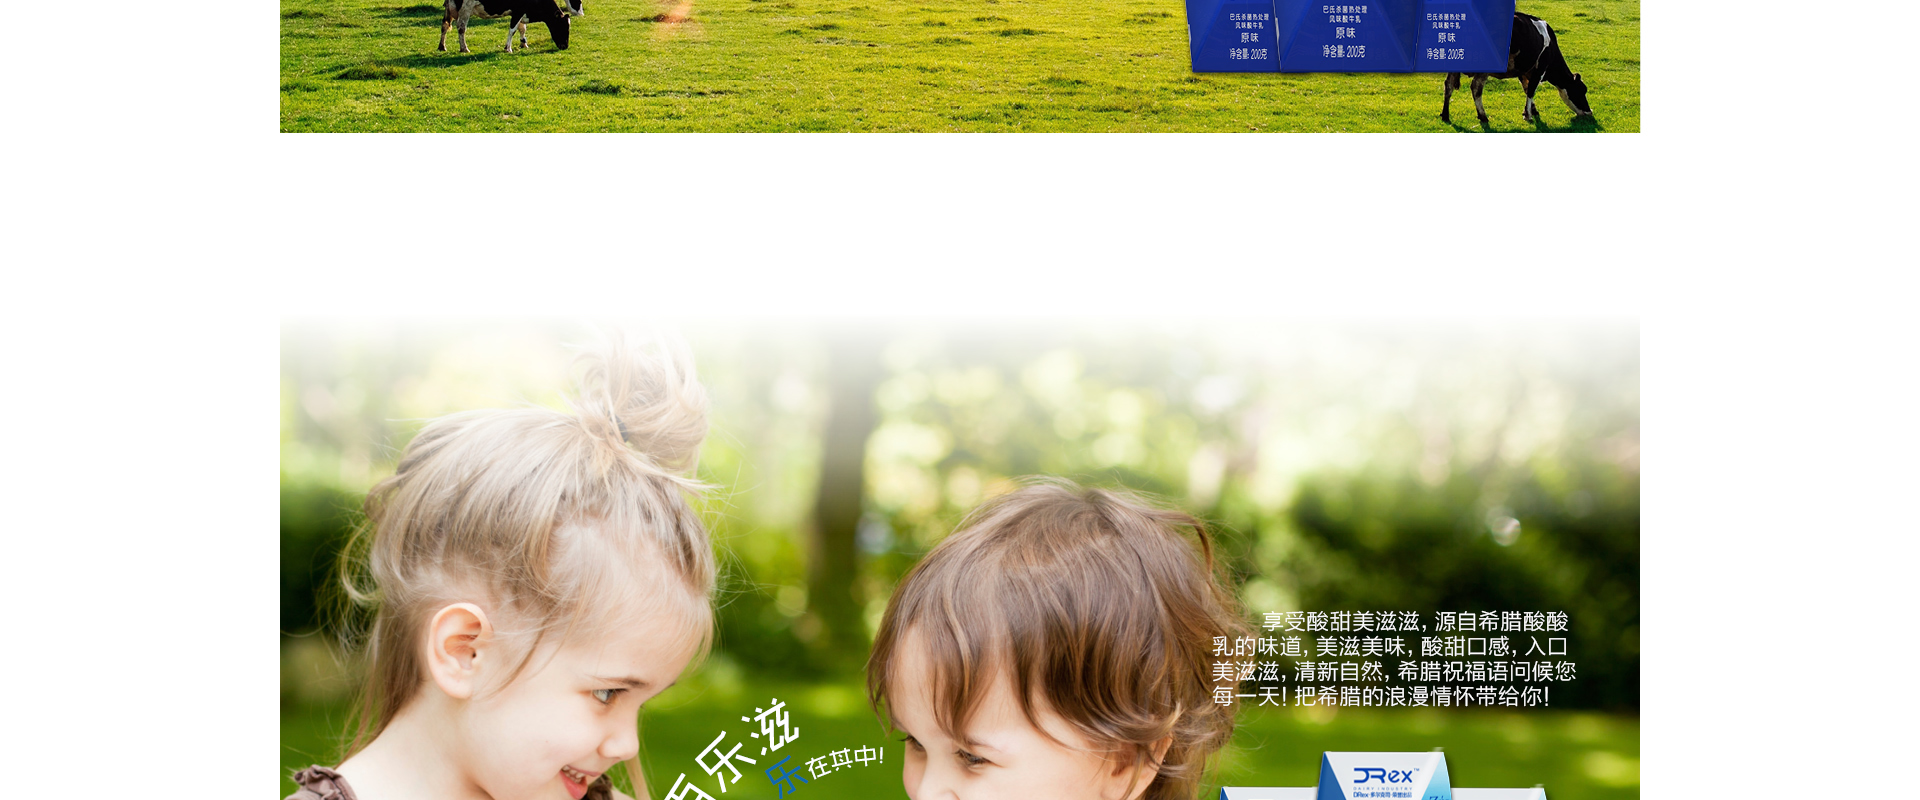 巴氏杀菌热处理
风味酸牛乳
原味
净含量: 200克
巴氏杀菌热处理
风味酸牛乳
原味
净含量: 200克
巴氏杀菌热处理
风味酸牛乳
原味
净含量: 200克
享受酸甜美滋滋，源自希腊酸酸
乳的味道，美滋美味，酸甜口感，入口
美滋滋，清新自然，希腊祝福语问候您
每一天！把希腊的浪漫情怀带给你！
百乐滋
乐在其中!
DRex™
DAIRY INDUSTRY